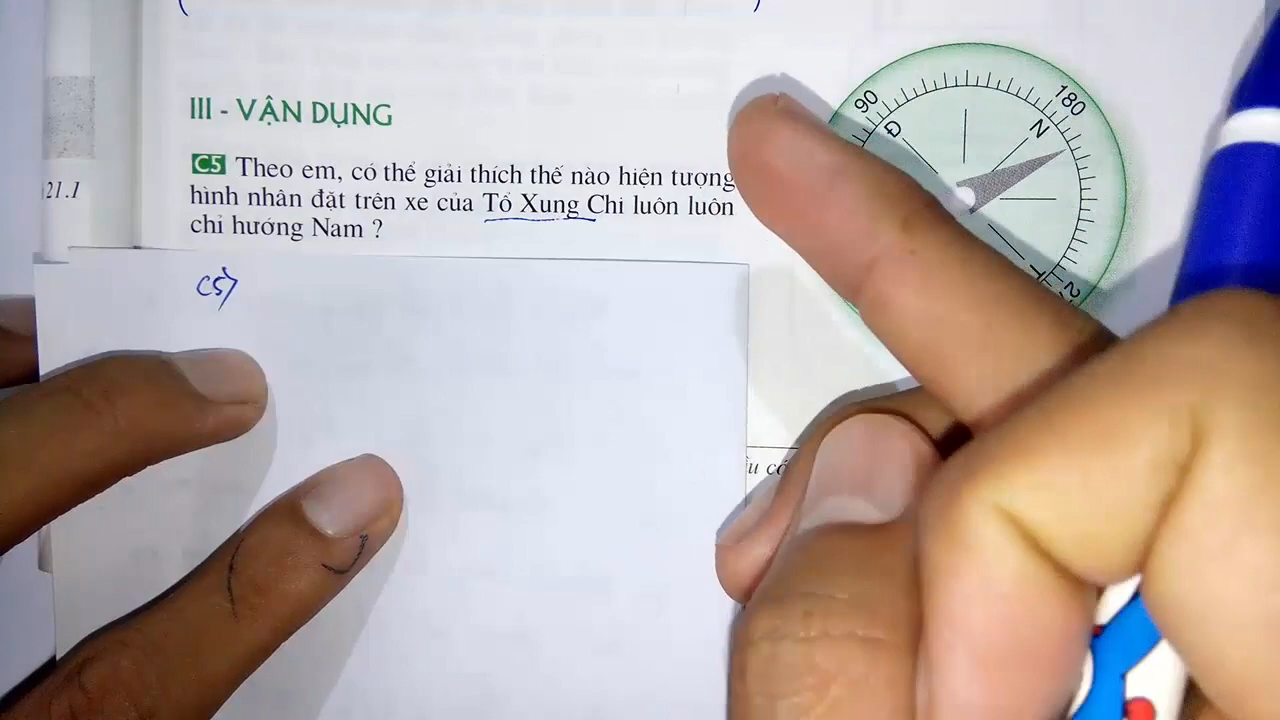 III - VẬN DỤNG
C5 Theo em, có thể giải thích thế nào hiện tượng
hình nhân đặt trên xe của Tổ Xung Chi luôn luôn
chỉ hướng Nam ?
21.1
C5)
90
180
Đ
N
T